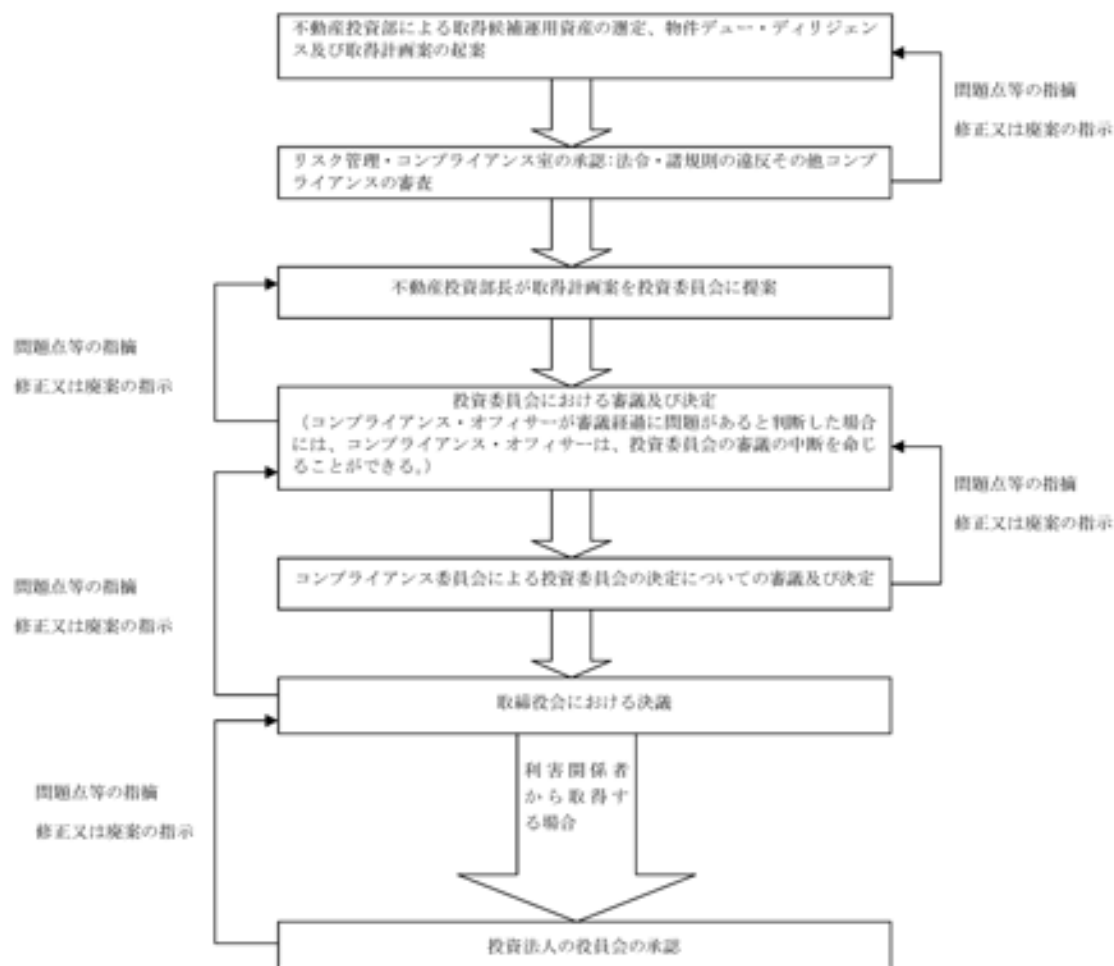 不動産投資部による取得候補運用資産の選定、物件デュー・ディリジェン
ス及び取得計画案の起案
問題点等の指摘
修正又は廃案の指示
リスク管理・コンプライアンス室の承認:法令・諸規則の違反その他コンプ
ライアンスの審査
不動産投資部長が取得計画案を投資委員会に提案
問題点等の指摘
修正又は廃案の指示
投資委員会における審議及び決定
（コンプライアンス・オフィサーが審議経過に問題があると判断した場合
には、コンプライアンス・オフィサーは、投資委員会の審議の中断を命じ
ることができる。）
問題点等の指摘
修正又は廃案の指示
コンプライアンス委員会による投資委員会の決定についての審議及び決定
問題点等の指摘
修正又は廃案の指示
取締役会における決議
利害関係者
から取得す
る場合
問題点等の指摘
修正又は廃案の指示
投資法人の役員会の承認